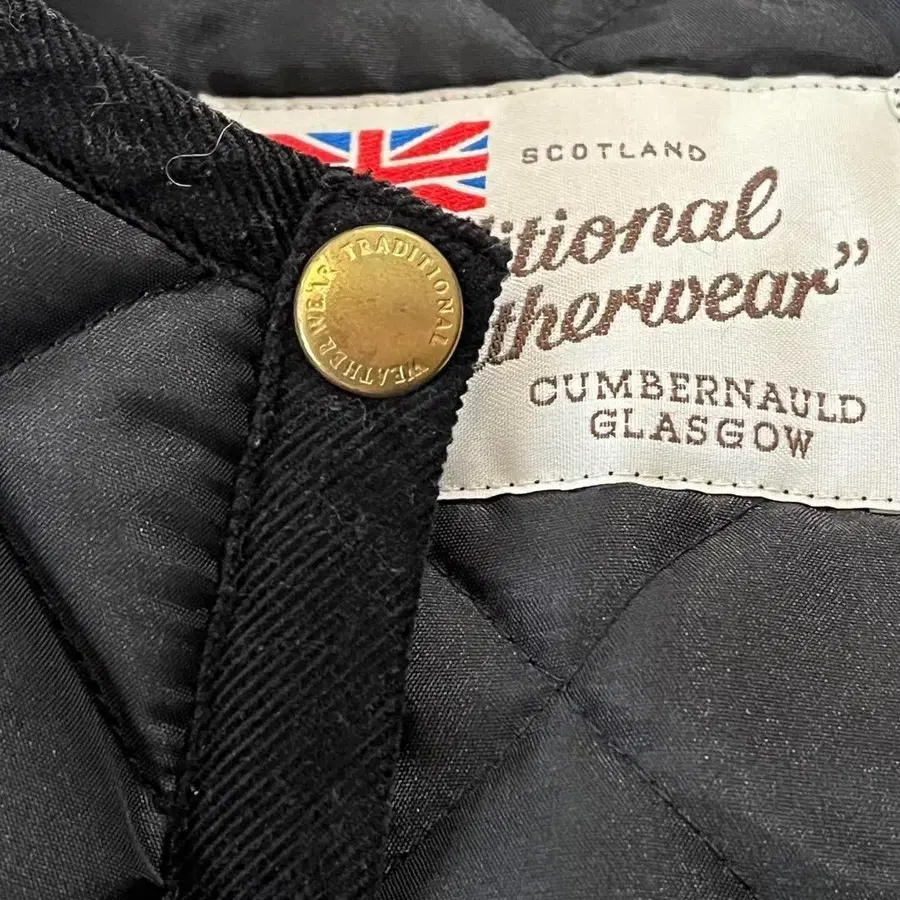 SCOTLAND
itional
therwear”
CUMBERNAULD
GLASGOW
TRADITIONAL WEATHERWEAR